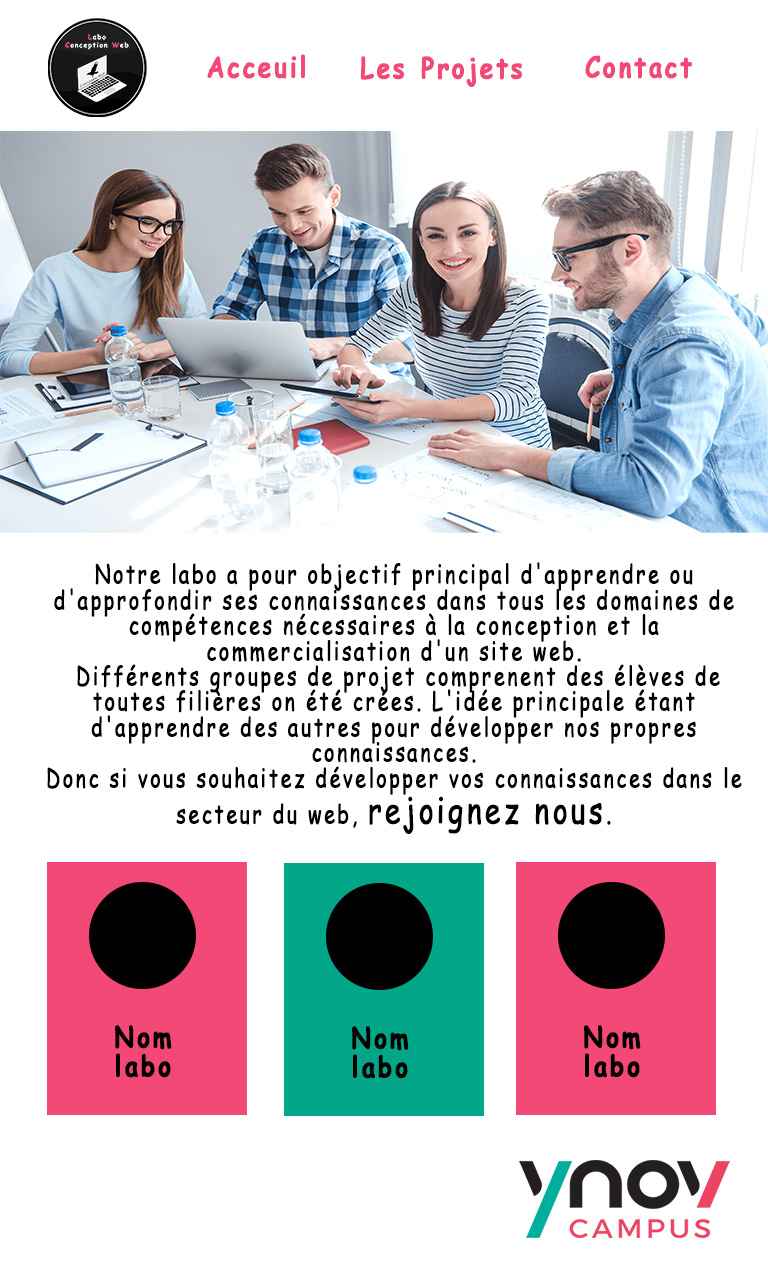 Labo
Conception Web
Acceuil
Les Projets
Contact
Notre labo a pour objectif principal d'apprendre ou
d'approfondir ses connaissances dans tous les domaines de
compétences nécessaires à la conception et la
commercialisation d'un site web.
Différents groupes de projet comprenent des élèves de
toutes filières on été crées. L'idée principale étant
d'apprendre des autres pour développer nos propres
connaissances.
Donc si vous souhaitez développer vos connaissances dans le
secteur du web, rejoignez nous.
Nom
labo
Nom
labo
Nom
labo
ynov
CAMPUS